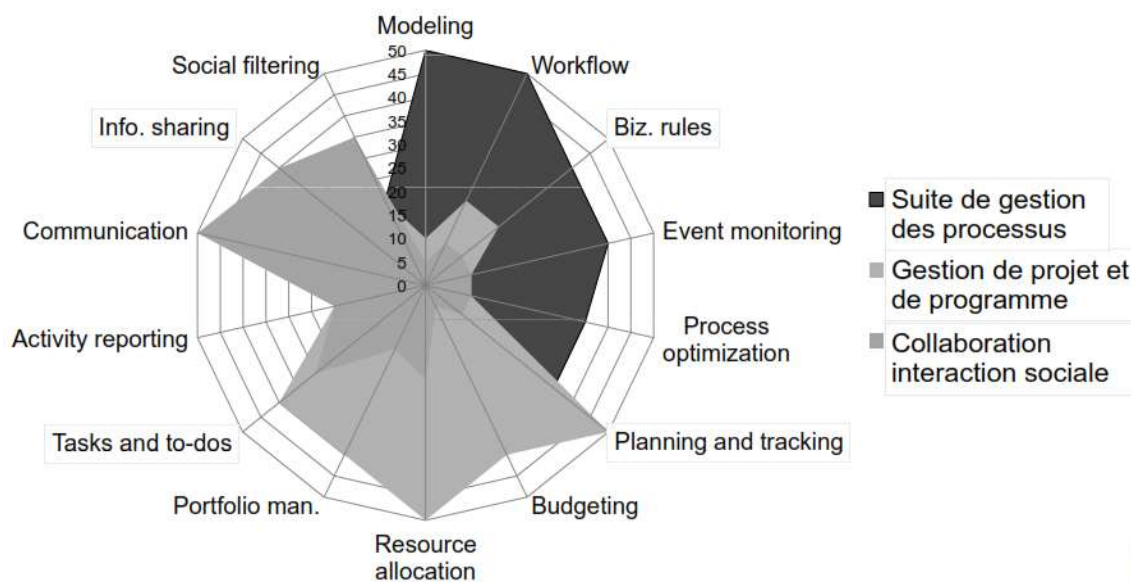 Modeling
Social filtering
Workflow
Info. sharing
Biz. rules
Communication
Event monitoring
Activity reporting
Process
optimization
Tasks and to-dos
Planning and tracking
Portfolio man.
Budgeting
Resource
allocation
50
45
40
35
30
25
20
15
10
5
0
Suite de gestion
des processus
Gestion de projet et
de programme
Collaboration
interaction sociale